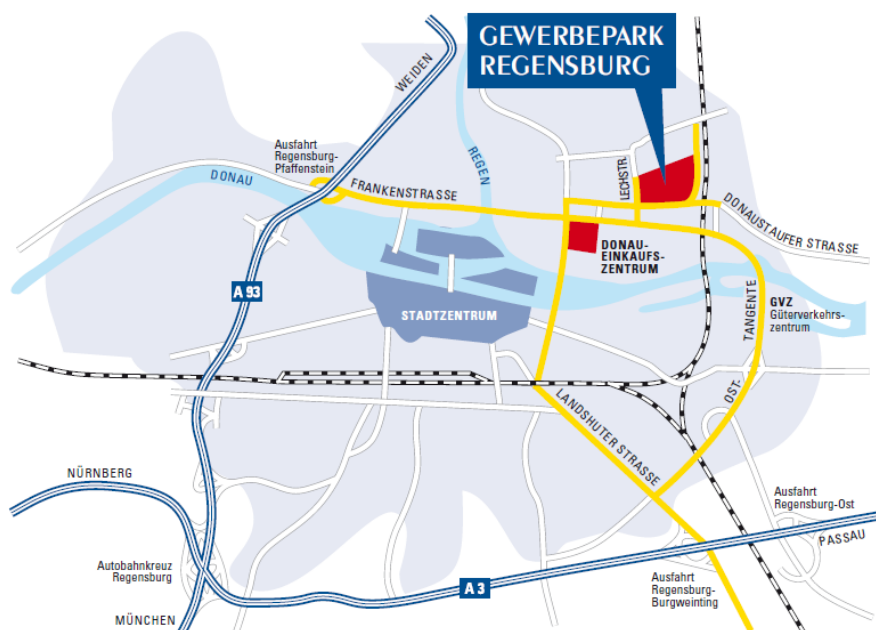 GEWERBEPARK
REGENSBURG
WEIDEN
Ausfahrt
Regensburg-
Pfaffenstein
REGEN
LECHSTR.
DONAU
FRANKENSTRASSE
DONAUSTAUFER STRASSE
DONAU-
EINKAUFS-
ZENTRUM
A 93
STADTZENTRUM
GVZ
Güterverkehrs-
zentrum
OST-
TANGENTE
LANDSHUTER STRASSE
NÜRNBERG
Ausfahrt
Regensburg-Ost
PASSAU
Autobahnkreuz
Regensburg
A 3
Ausfahrt
Regensburg-
Burgweinting
MÜNCHEN